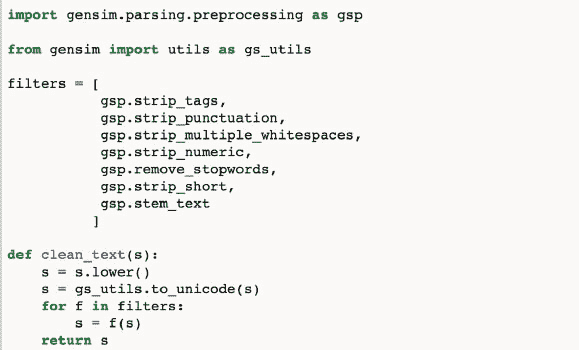 import gensim.parsing.preprocessing as gsp
from gensim import utils as gs_utils
filters = [
gsp.strip_tags,
gsp.strip_punctuation,
gsp.strip_multiple_whitespaces,
gsp.strip_numeric,
gsp.remove_stopwords,
gsp.strip_short,
gsp.stem_text
]
def clean_text(s):
s = s.lower()
s = gs_utils.to_unicode(s)
for f in filters:
s = f(s)
return s